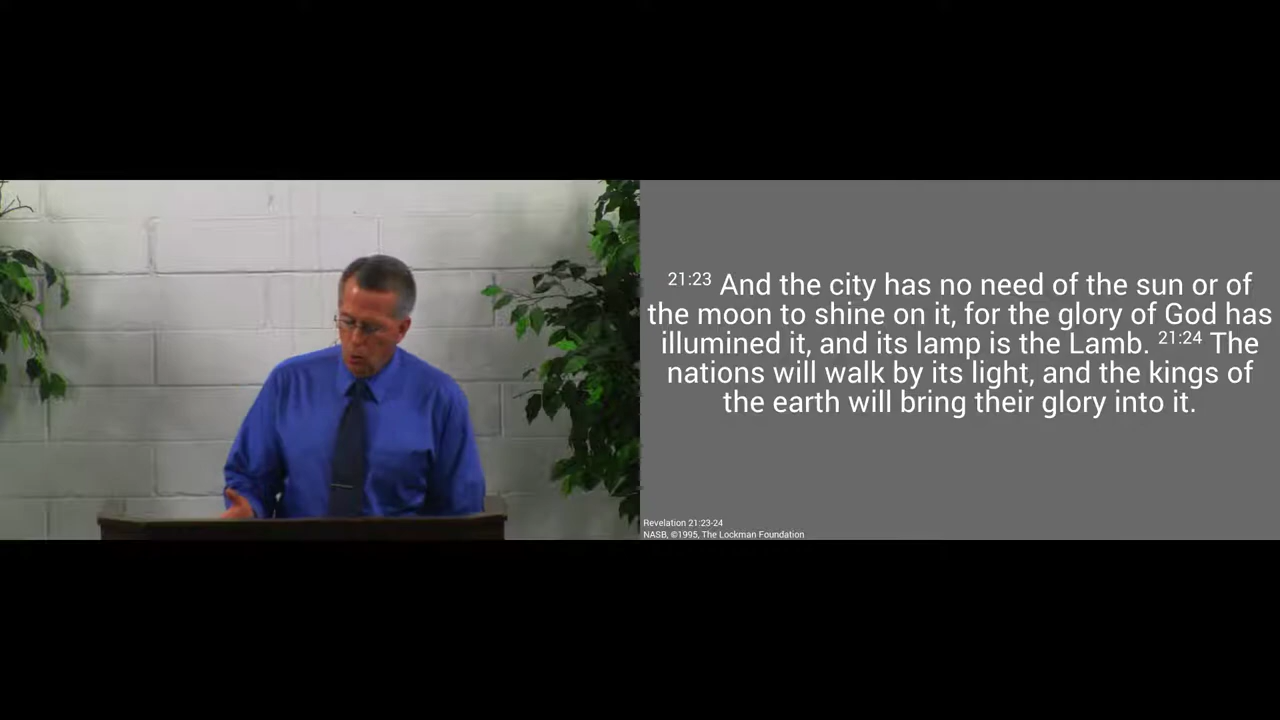 21:23 And the city has no need of the sun or of
the moon to shine on it, for the glory of God has
illumined it, and its lamp is the Lamb. 21:24 The
nations will walk by its light, and the kings of
the earth will bring their glory into it.
Revelation 21:23-24
NASB, ©1995, The Lockman Foundation